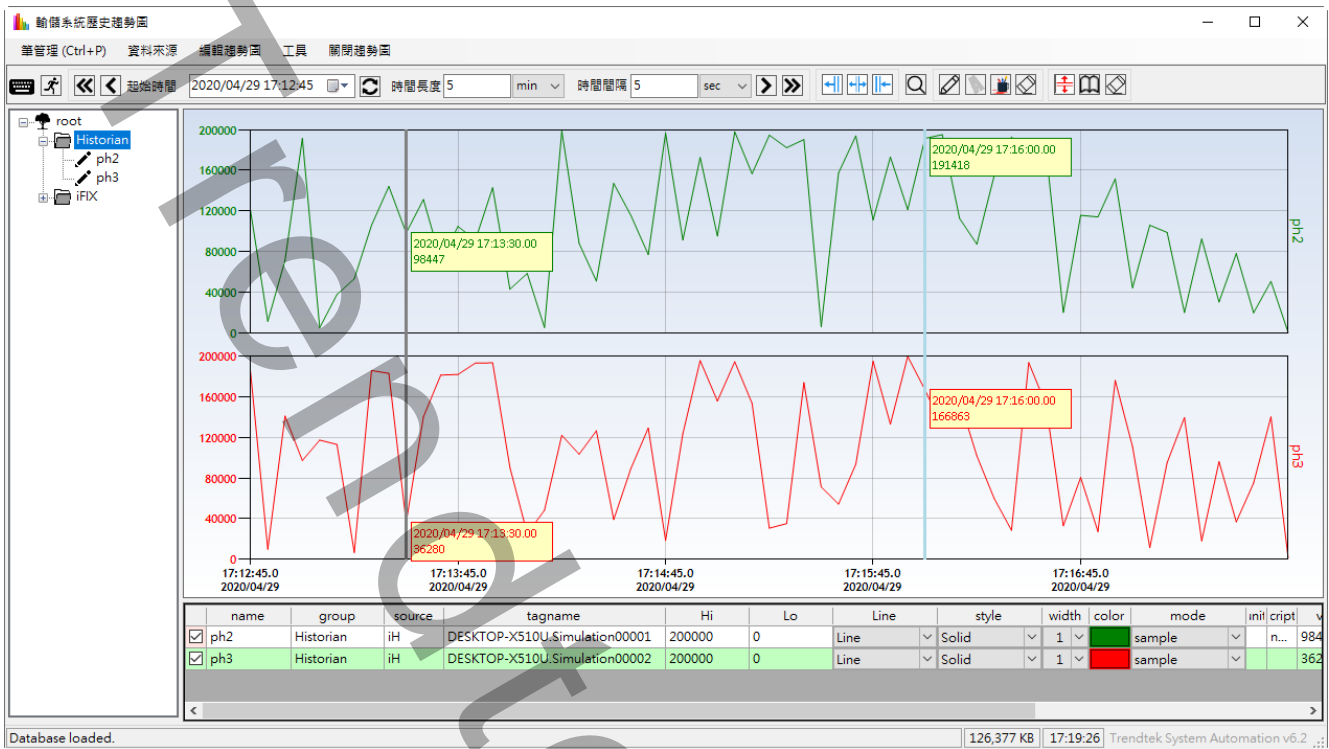 輸儲系統歷史趨勢圖
筆管理 (Ctrl+P) 資料來源 編輯趨勢圖 工具 關閉趨勢圖
起始時間 2020/04/29 17:12:45 時間長度 5 min 時間間隔 5 sec
root
Historian
ph2
ph3
iFIX
200000
160000
120000
80000
40000
0
2020/04/29 17:13:30.00
98447
2020/04/29 17:16:00.00
191418
ph2
200000
160000
120000
80000
40000
0
2020/04/29 17:13:30.00
36280
2020/04/29 17:16:00.00
166863
ph3
17:12:45.0 17:13:45.0 17:14:45.0 17:15:45.0 17:16:45.0
2020/04/29 2020/04/29 2020/04/29 2020/04/29 2020/04/29
name group source tagname Hi Lo Line style width color mode init cript v
ph2 Historian iH DESKTOP-X510U.Simulation00001 200000 0 Line Solid 1 sample n... 984
ph3 Historian iH DESKTOP-X510U.Simulation00002 200000 0 Line Solid 1 sample 362
Database loaded. 126,377 KB 17:19:26 Trendtek System Automation v6.2